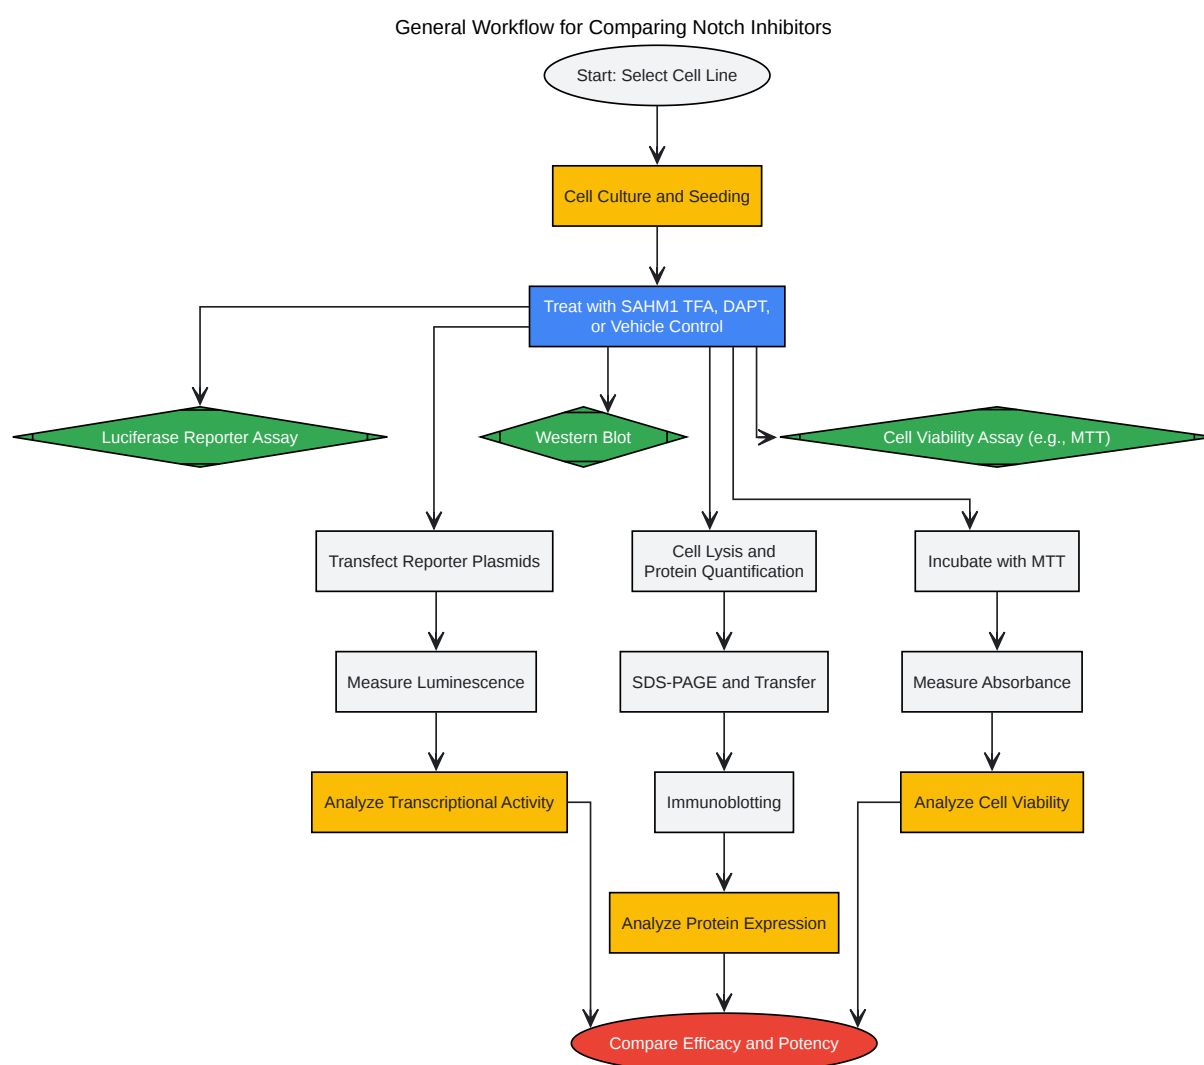 General Workflow for Comparing Notch Inhibitors
Start: Select Cell Line
Cell Culture and Seeding
Treat with SAHM1 TFA, DAPT,
or Vehicle Control
Luciferase Reporter Assay
Western Blot
Cell Viability Assay (e.g., MTT)
Transfect Reporter Plasmids
Cell Lysis and
Protein Quantification
Incubate with MTT
Measure Luminescence
SDS-PAGE and Transfer
Measure Absorbance
Analyze Transcriptional Activity
Immunoblotting
Analyze Cell Viability
Analyze Protein Expression
Compare Efficacy and Potency